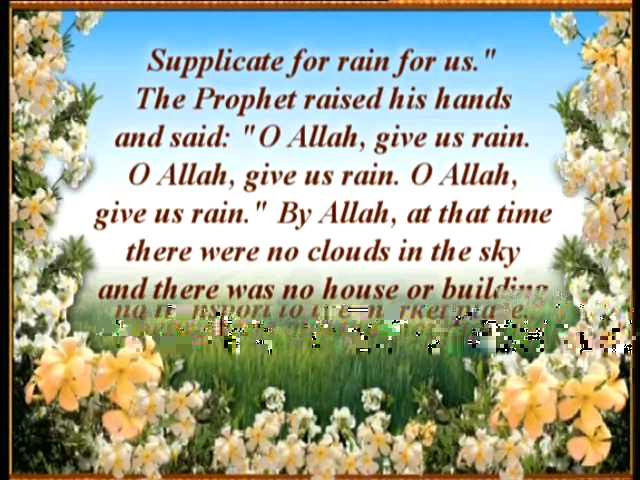 Supplicate for rain for us."
The Prophet raised his hands
and said: "O Allah, give us rain.
O Allah, give us rain. O Allah,
give us rain." By Allah, at that time
there were no clouds in the sky
and there was no house or building